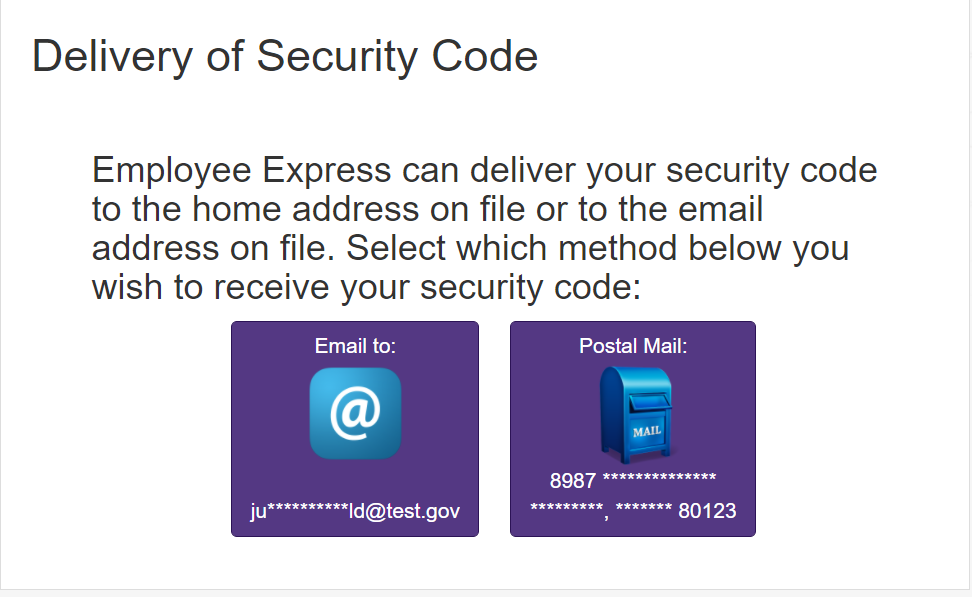 Delivery of Security Code
Employee Express can deliver your security code
to the home address on file or to the email
address on file. Select which method below you
wish to receive your security code:
Email to:
@
ju**********ld@test.gov
Postal Mail:
MAIL
8987 **************
*********, ******* 80123